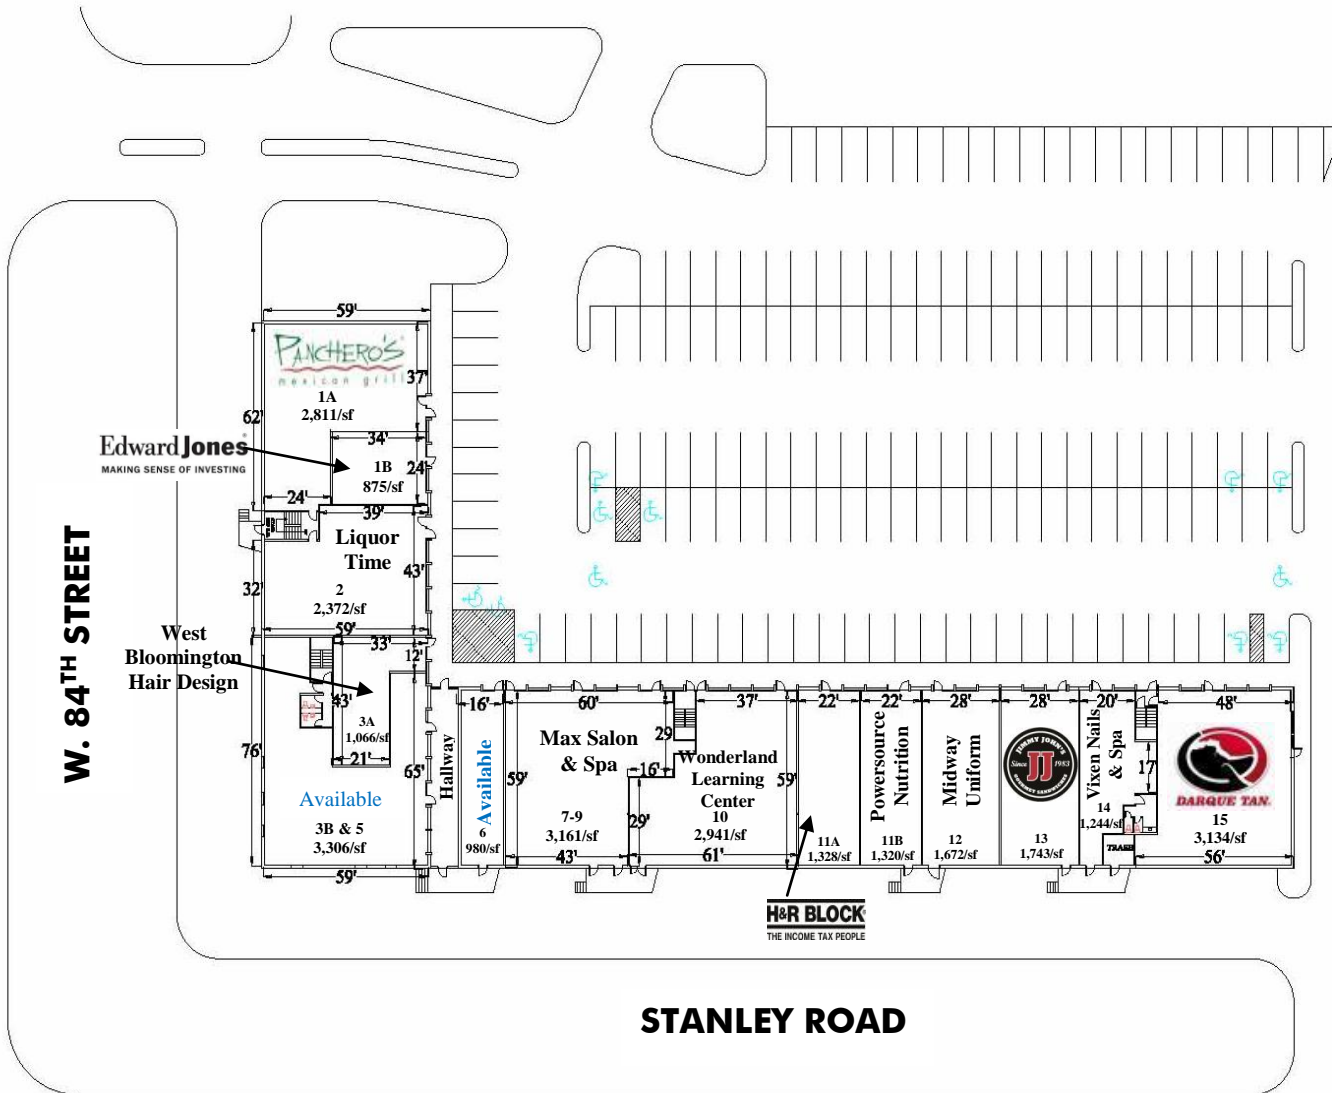 59'
PANCHERO'S
mexican grill
37'
1A
2,811/sf
62'
Edward Jones
MAKING SENSE OF INVESTING
34'
1B
24'
875/sf
24'
39'
Liquor
Time
43'
32'
2
2,372/sf
59'
W. 84TH STREET
West
Bloomington
Hair Design
33'
12'
43'
3A
1,066/sf
21'
76'
65'
Available
3B & 5
3,306/sf
59'
Hallway
16'
Available
6
980/sf
60'
Max Salon
& Spa
29
16'
59'
7-9
3,161/sf
43'
29'
37'
Wonderland
Learning
Center
59'
10
2,941/sf
61'
22'
11A
1,328/sf
H&R BLOCK
THE INCOME TAX PEOPLE
22'
Powersource
Nutrition
11B
1,320/sf
28'
Midway
Uniform
12
1,672/sf
28'
JIMMY JOHN'S
Since 1983
JJ
GOURMET SANDWICHES
13
1,743/sf
20'
Vixen Nails
& Spa
14
1,244/sf
17'
TRASH
48'
DARQUE TAN.
15
3,134/sf
56'
STANLEY ROAD